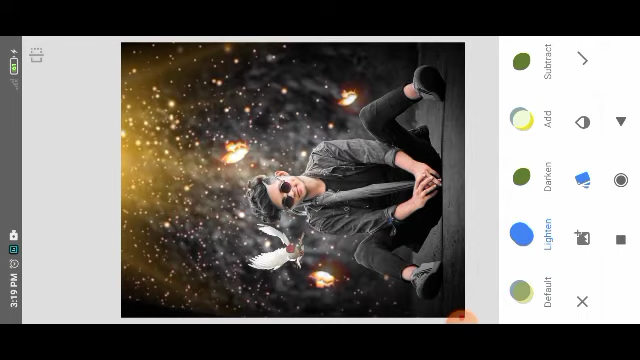 3:19 PM
Default
Lighten
Darken
Add
Subtract